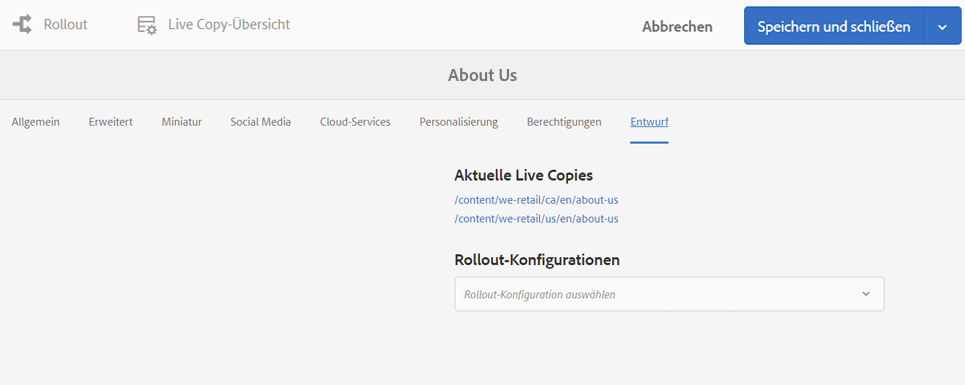 Rollout Live Copy-Übersicht Abbrechen Speichern und schließen
About Us
Allgemein Erweitert Miniatur Social Media Cloud-Services Personalisierung Berechtigungen Entwurf
Aktuelle Live Copies
/content/we-retail/ca/en/about-us
/content/we-retail/us/en/about-us
Rollout-Konfigurationen
Rollout-Konfiguration auswählen